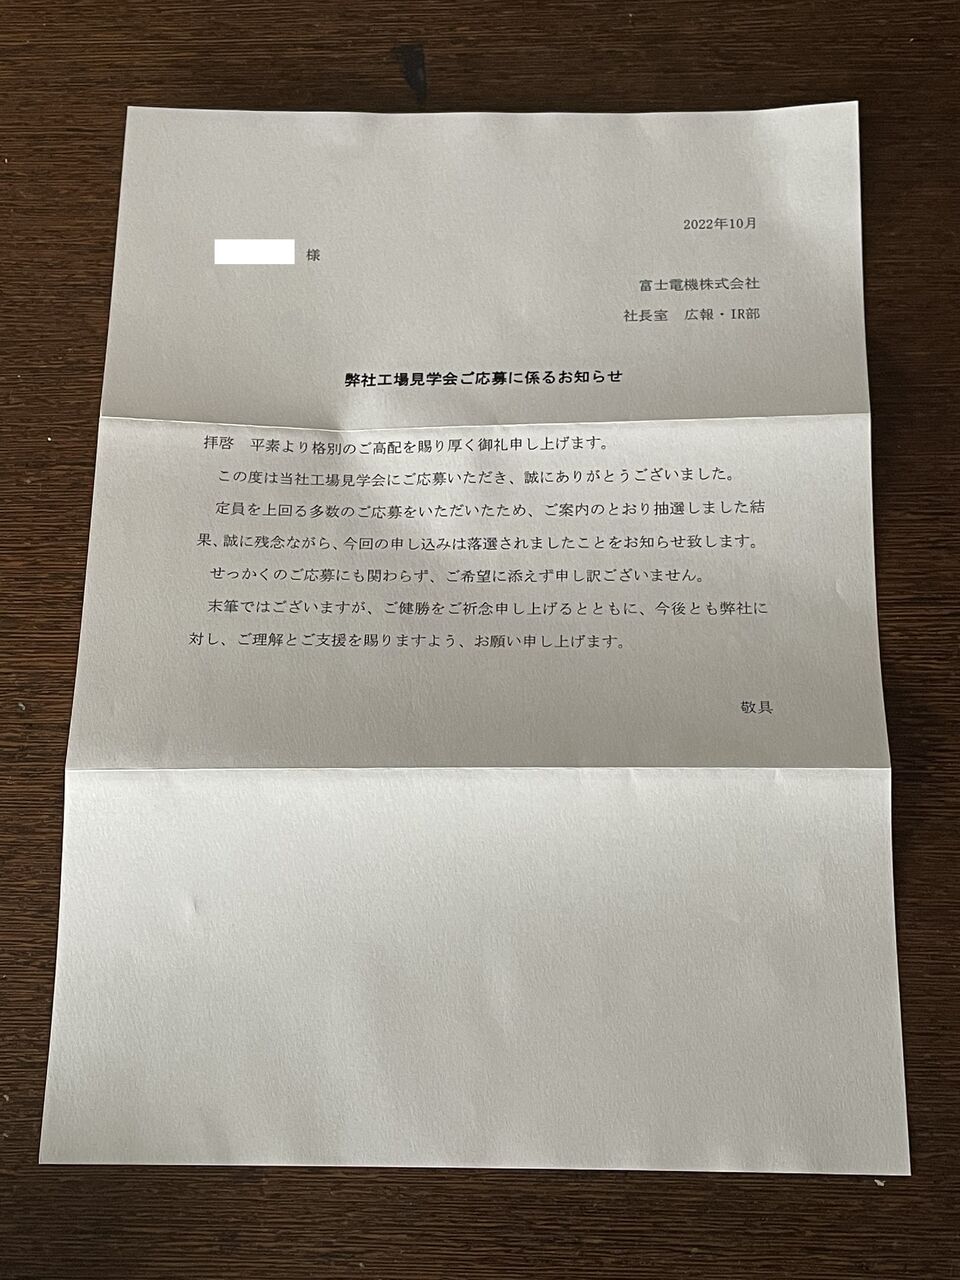 2022年10月
様
富士電機株式会社
社長室　広報・IR部
弊社工場見学会ご応募に係るお知らせ
拝啓　平素より格別のご高配を賜り厚く御礼申し上げます。
この度は当社工場見学会にご応募いただき、誠にありがとうございました。
定員を上回る多数のご応募をいただいたため、ご案内のとおり抽選しました結
果、誠に残念ながら、今回の申し込みは落選されましたことをお知らせ致します。
せっかくのご応募にも関わらず、ご希望に添えず申し訳ございません。
末筆ではございますが、ご健勝をご祈念申し上げるとともに、今後とも弊社に
対し、ご理解とご支援を賜りますよう、お願い申し上げます。
敬具